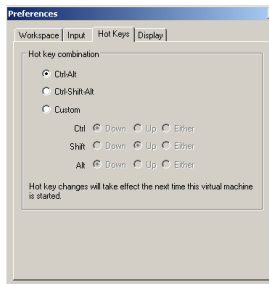 Preferences
Workspace Input Hot Keys Display
Hot key combination
Ctrl-Alt
Ctrl-Shift-Alt
Custom
Ctrl Down Up Either
Shift Down Up Either
Alt Down Up Either
Hot key changes will take effect the next time this virtual machine
is started.